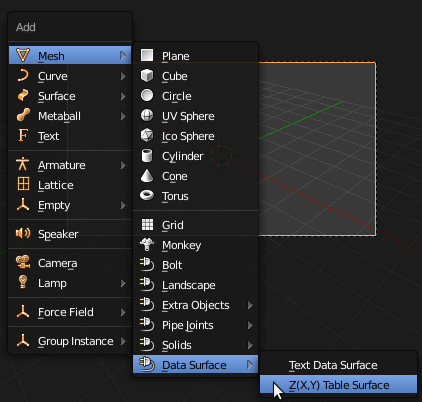 Add
Mesh
Curve
Surface
Metaball
Text
Armature
Lattice
Empty
Speaker
Camera
Lamp
Force Field
Group Instance
Plane
Cube
Circle
UV Sphere
Ico Sphere
Cylinder
Cone
Torus
Grid
Monkey
Bolt
Landscape
Extra Objects
Pipe Joints
Solids
Data Surface
Text Data Surface
Z(X,Y) Table Surface